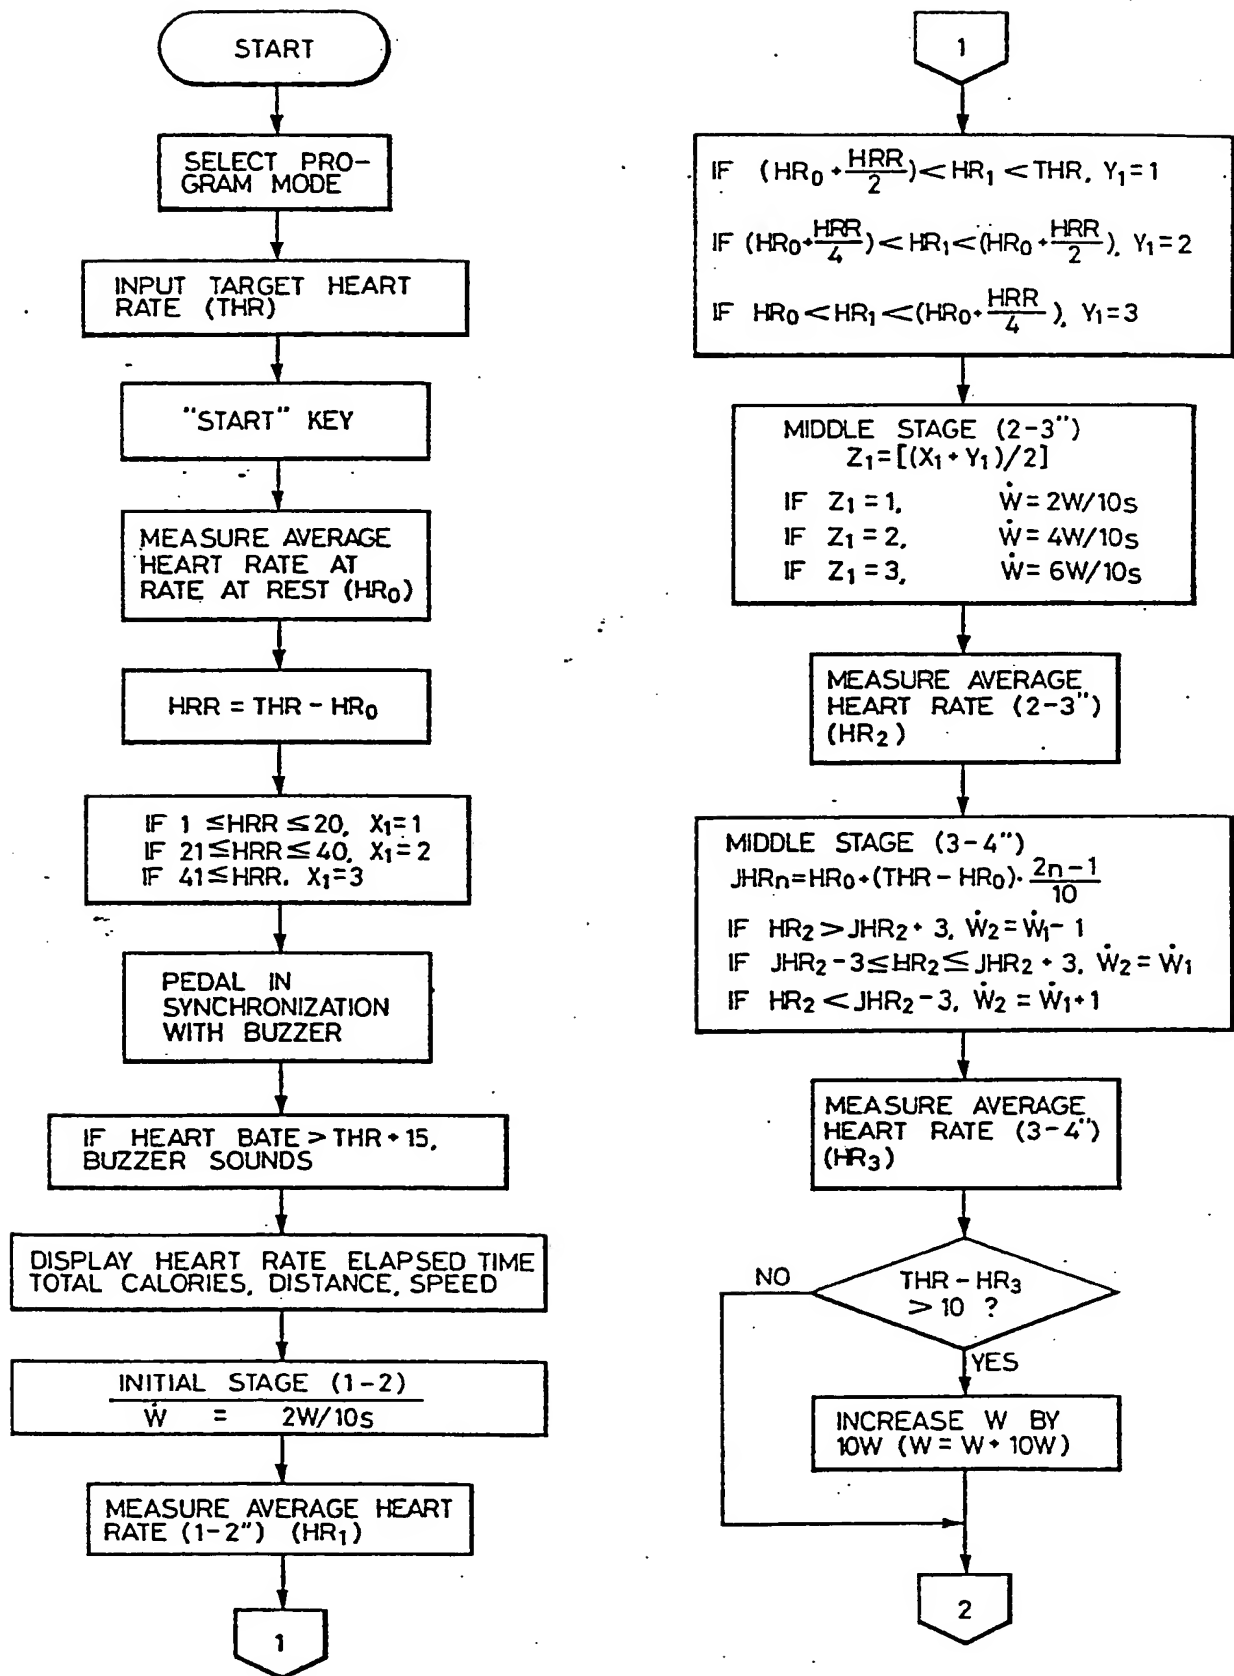 START
SELECT PRO-
GRAM MODE
INPUT TARGET HEART
RATE (THR)
"START" KEY
MEASURE AVERAGE
HEART RATE AT
RATE AT REST (HR₀)
HRR = THR - HR₀
IF 1 ≤ HRR ≤ 20, X₁=1
IF 21 ≤ HRR ≤ 40, X₁=2
IF 41 ≤ HRR. X₁=3
PEDAL IN
SYNCHRONIZATION
WITH BUZZER
IF HEART BATE > THR + 15,
BUZZER SOUNDS
DISPLAY HEART RATE ELAPSED TIME
TOTAL CALORIES, DISTANCE, SPEED
INITIAL STAGE (1-2)
Ẇ = 2W/10s
MEASURE AVERAGE HEART
RATE (1-2") (HR₁)
1
1
IF (HR₀ + HRR/2) < HR₁ < THR, Y₁=1
IF (HR₀ + HRR/4) < HR₁ < (HR₀ + HRR/2), Y₁=2
IF HR₀ < HR₁ < (HR₀ + HRR/4), Y₁=3
MIDDLE STAGE (2-3")
Z₁=[(X₁+Y₁)/2]
IF Z₁=1, Ẇ=2W/10s
IF Z₁=2, Ẇ=4W/10s
IF Z₁=3, Ẇ=6W/10s
MEASURE AVERAGE
HEART RATE (2-3")
(HR₂)
MIDDLE STAGE (3-4")
JHRn=HR₀+(THR-HR₀)·2n-1/10
IF HR₂ > JHR₂+3, Ẇ₂=Ẇ₁-1
IF JHR₂-3 ≤ HR₂ ≤ JHR₂+3, Ẇ₂=Ẇ₁
IF HR₂ < JHR₂-3, Ẇ₂=Ẇ₁+1
MEASURE AVERAGE
HEART RATE (3-4")
(HR₃)
NO
THR-HR₃
> 10 ?
YES
INCREASE W BY
10W (W=W+10W)
2